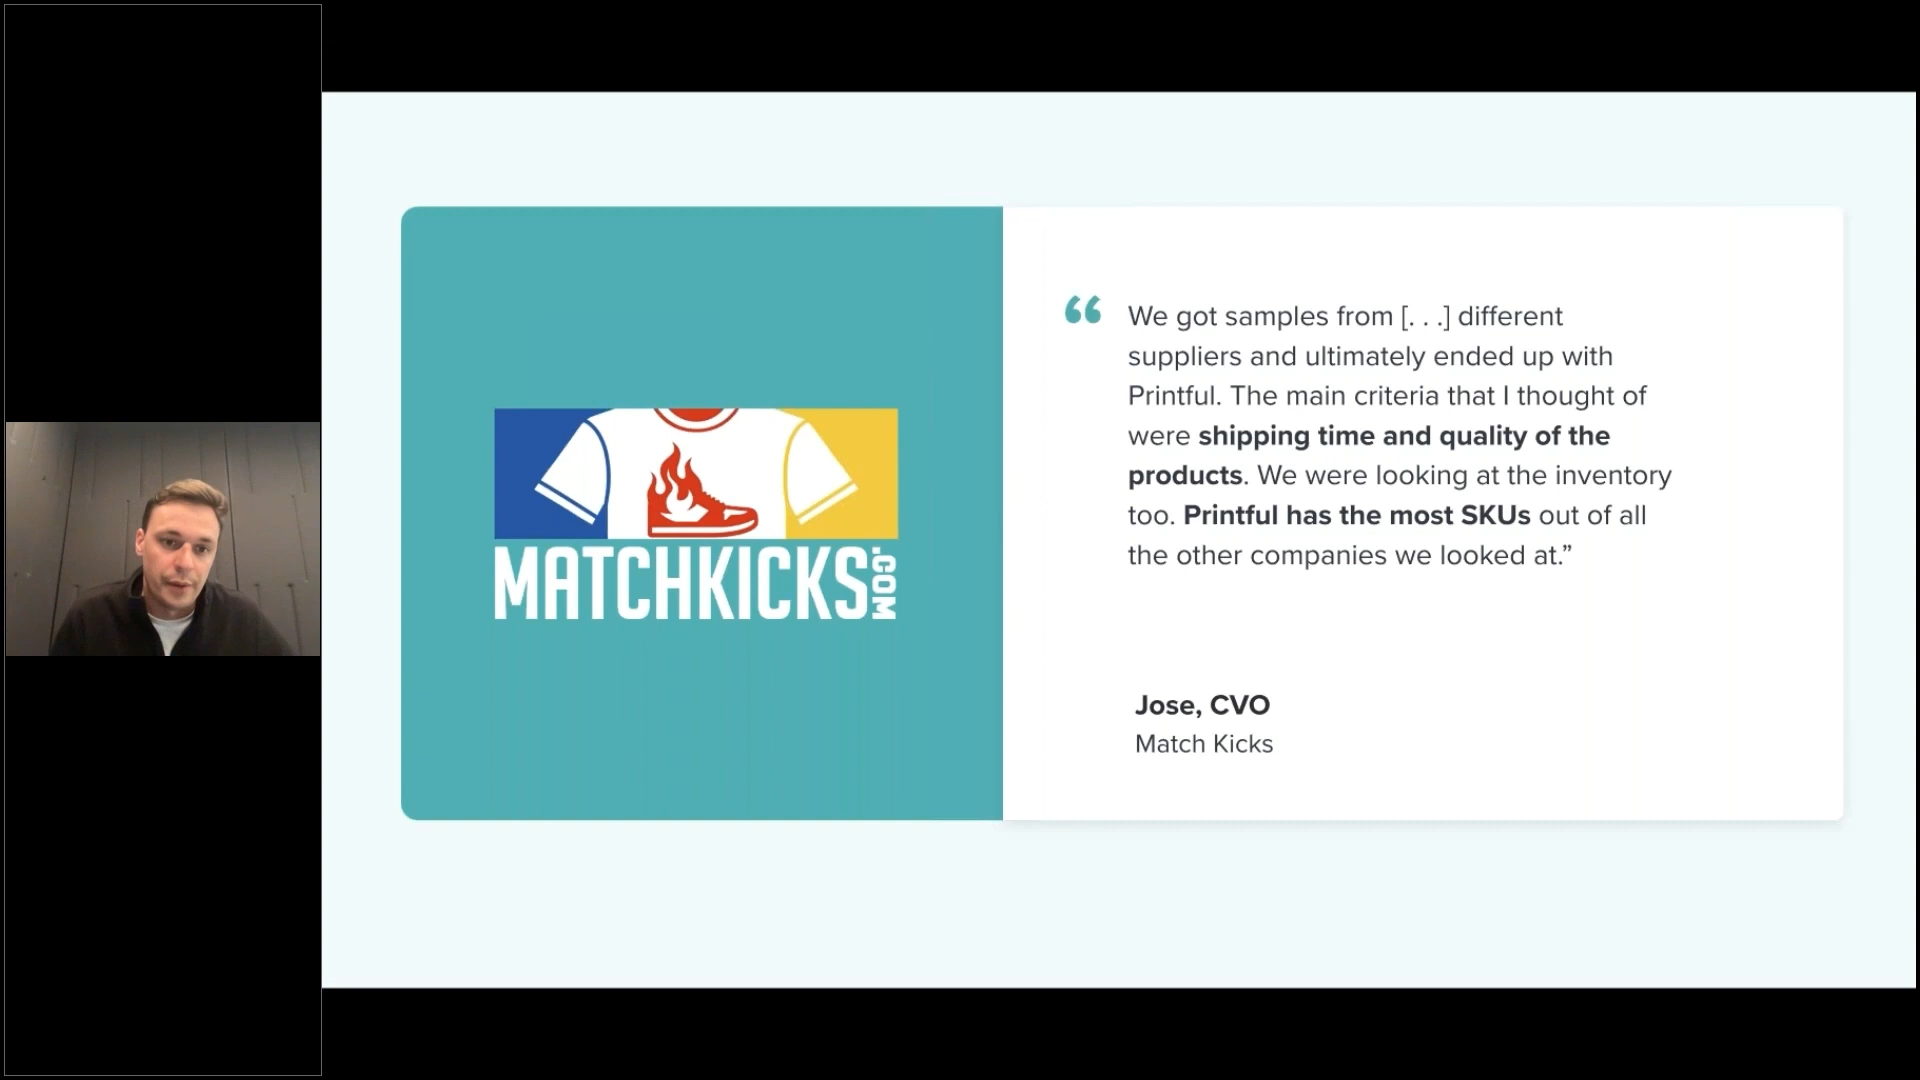 MATCHKICKS.COM
“ We got samples from [. . .] different
suppliers and ultimately ended up with
Printful. The main criteria that I thought of
were shipping time and quality of the
products. We were looking at the inventory
too. Printful has the most SKUs out of all
the other companies we looked at.”
Jose, CVO
Match Kicks